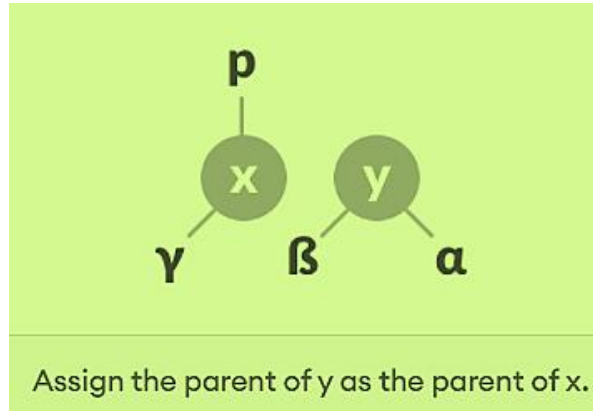 p
x y
γ ß α
Assign the parent of y as the parent of x.